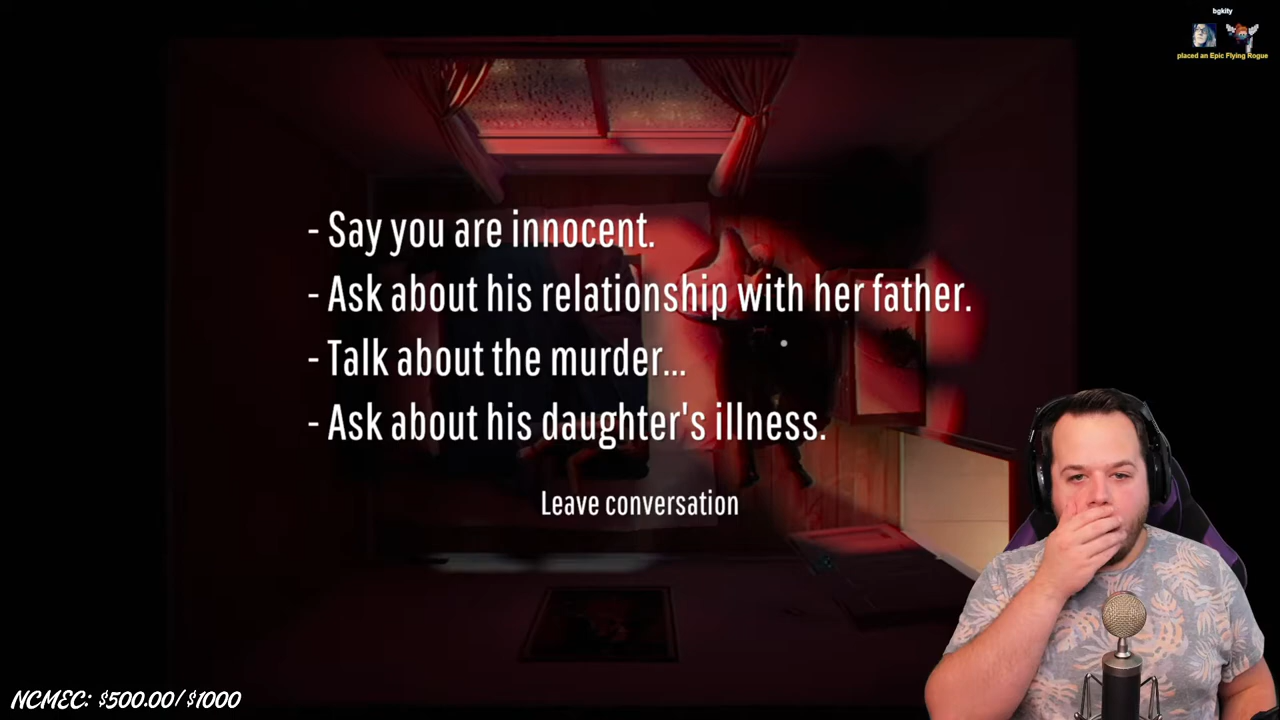 bgkity
placed an Epic Flying Rogue
- Say you are innocent.
- Ask about his relationship with her father.
- Talk about the murder...
- Ask about his daughter's illness.
Leave conversation
NCMEC: $500.00/$1000